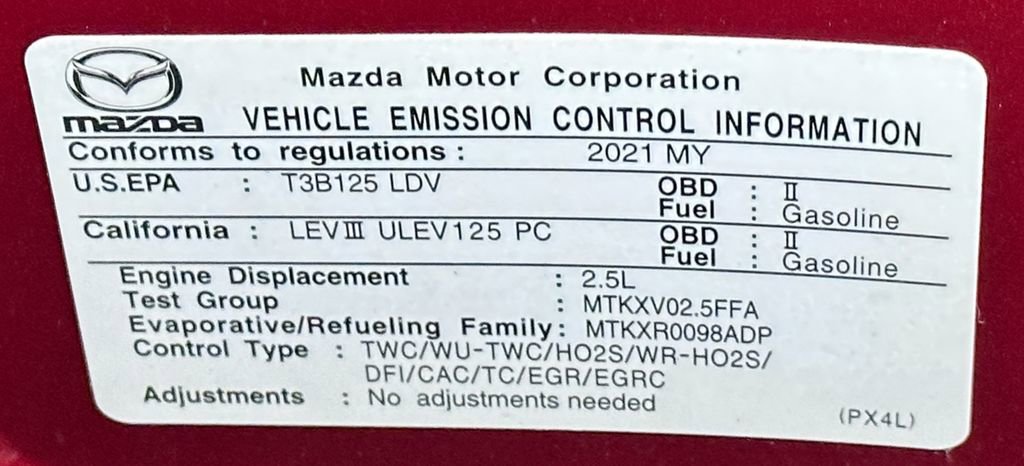 Mazda Motor Corporation
mazda VEHICLE EMISSION CONTROL INFORMATION
Conforms to regulations : 2021 MY
U.S.EPA : T3B125 LDV OBD : Ⅱ
Fuel : Gasoline
California : LEVⅢ ULEV125 PC OBD : Ⅱ
Fuel : Gasoline
Engine Displacement : 2.5L
Test Group : MTKXV02.5FFA
Evaporative/Refueling Family: MTKXR0098ADP
Control Type : TWC/WU-TWC/HO2S/WR-HO2S/
DFI/CAC/TC/EGR/EGRC
Adjustments : No adjustments needed
(PX4L)